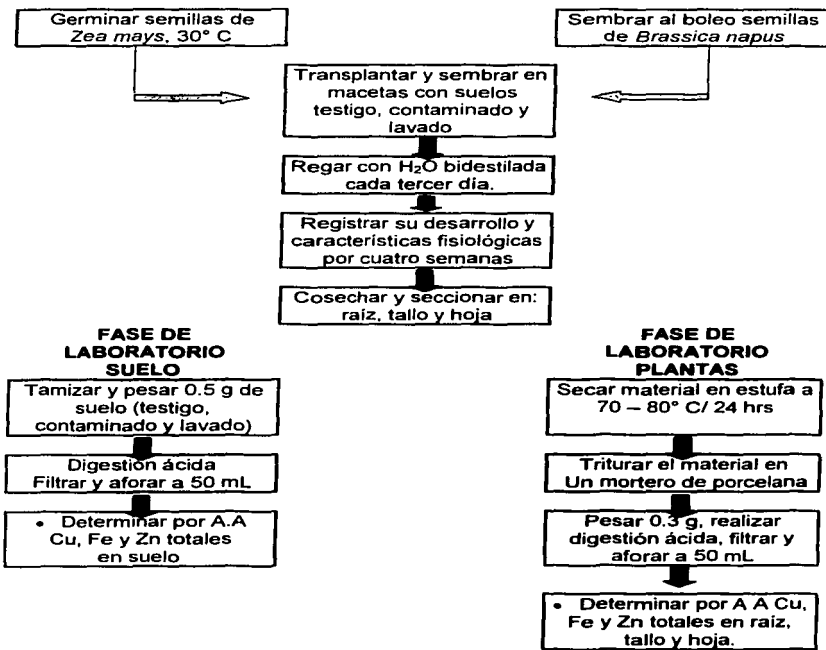 Germinar semillas de
Zea mays, 30° C
Sembrar al boleo semillas
de Brassica napus
Transplantar y sembrar en
macetas con suelos
testigo, contaminado y
lavado
Regar con H₂O bidestilada
cada tercer día.
Registrar su desarrollo y
características fisiológicas
por cuatro semanas
Cosechar y seccionar en:
raíz, tallo y hoja
FASE DE
LABORATORIO
SUELO
Tamizar y pesar 0.5 g de
suelo (testigo,
contaminado y lavado)
Digestión ácida
Filtrar y aforar a 50 mL
• Determinar por A.A
Cu, Fe y Zn totales
en suelo
FASE DE
LABORATORIO
PLANTAS
Secar material en estufa a
70 – 80° C/ 24 hrs
Triturar el material en
Un mortero de porcelana
Pesar 0.3 g, realizar
digestión ácida, filtrar y
aforar a 50 mL
• Determinar por A A Cu,
Fe y Zn totales en raíz,
tallo y hoja.